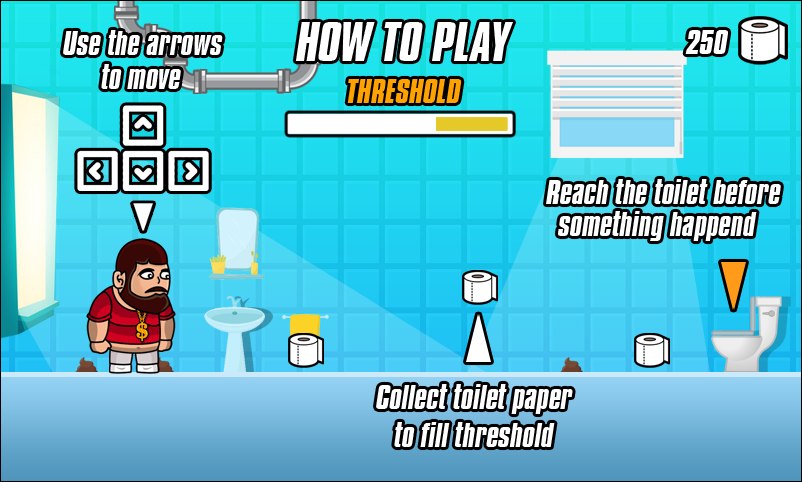 HOW TO PLAY
250
Use the arrows
to move
THRESHOLD
Reach the toilet before
something happend
$
Collect toilet paper
to fill threshold